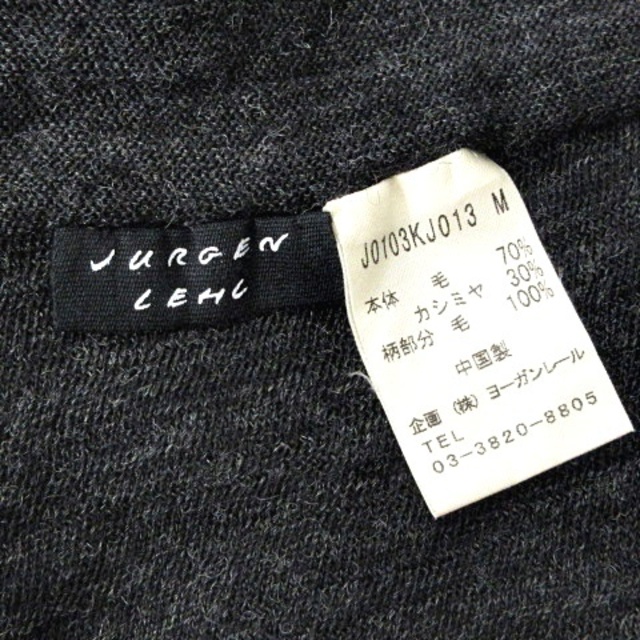 JURGEN
LEHL
J0103KJ013 M
本体 毛 70%
カシミヤ 30%
柄部分 毛 100%
中国製
企画 (株) ヨーガンレール
TEL
03-3820-8805